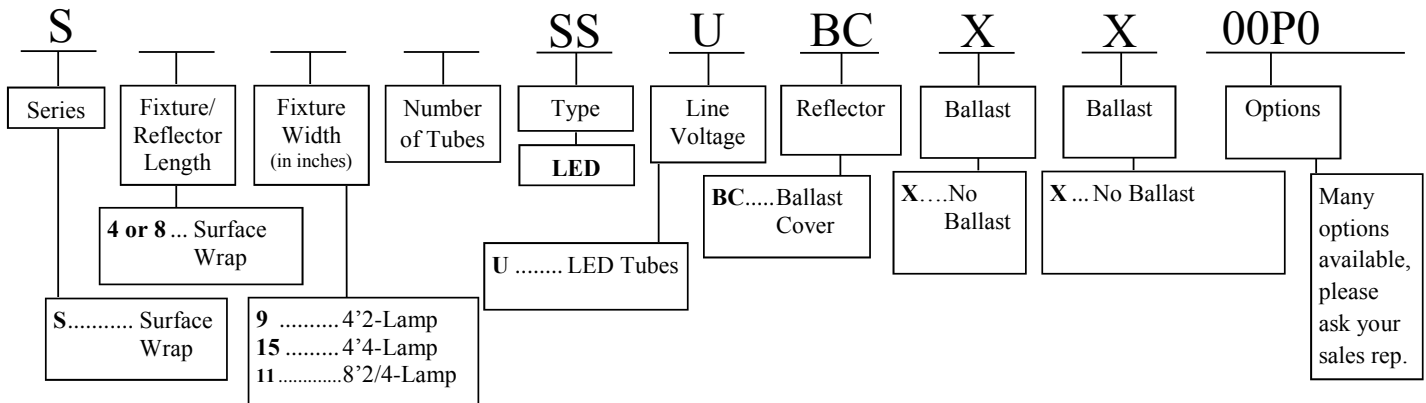 S SS U BC X X 00P0
Series
Fixture/
Reflector
Length
Fixture
Width
(in inches)
Number
of Tubes
Type
LED
Line
Voltage
Reflector
Ballast
Ballast
Options
4 or 8 ... Surface
Wrap
S........... Surface
Wrap
9 .......... 4'2-Lamp
15 ......... 4'4-Lamp
11 ............. 8'2/4-Lamp
U ........ LED Tubes
BC.....Ballast
Cover
X….No
Ballast
X ... No Ballast
Many
options
available,
please
ask your
sales rep.